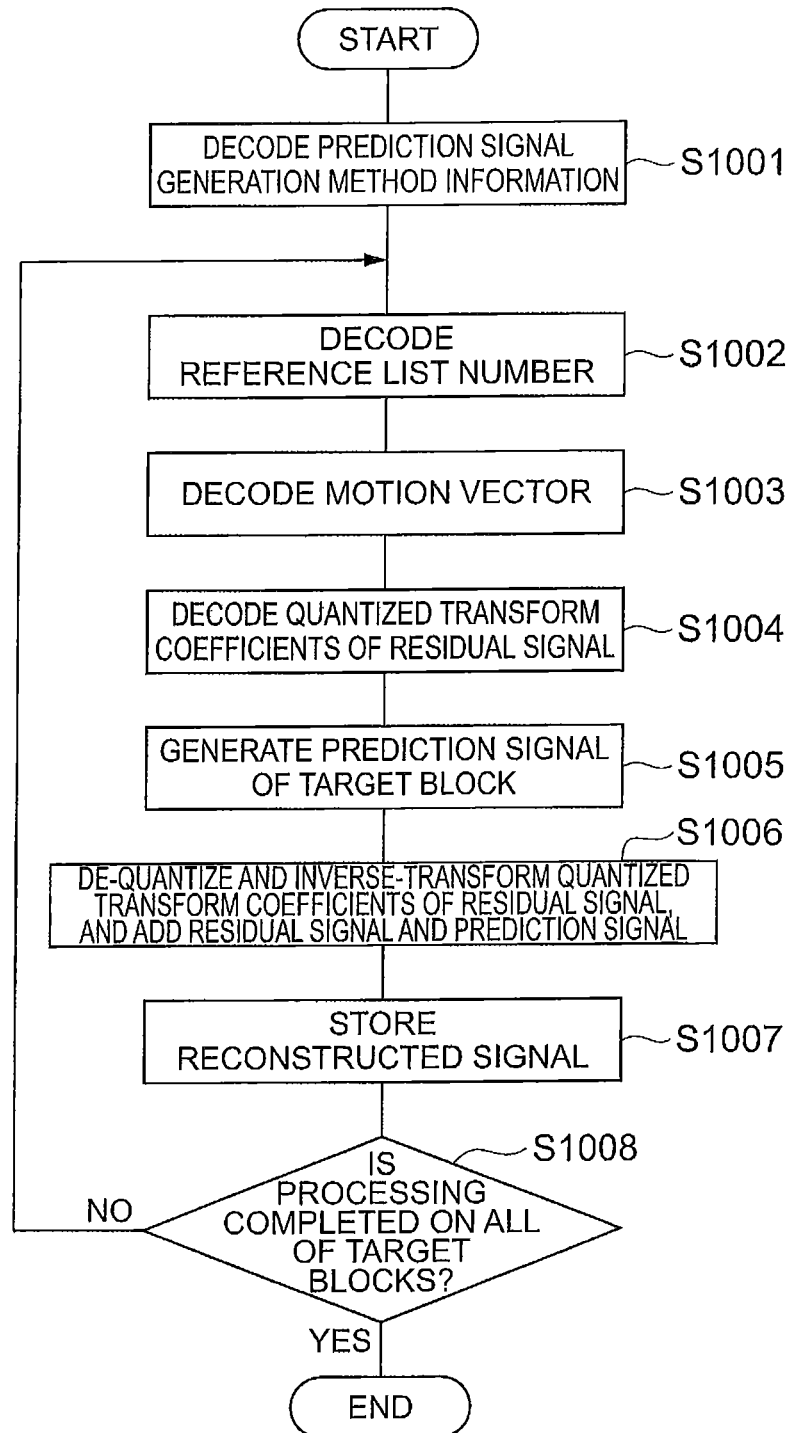 START
DECODE PREDICTION SIGNAL
GENERATION METHOD INFORMATION
S1001
DECODE
REFERENCE LIST NUMBER
S1002
DECODE MOTION VECTOR
S1003
DECODE QUANTIZED TRANSFORM
COEFFICIENTS OF RESIDUAL SIGNAL
S1004
GENERATE PREDICTION SIGNAL
OF TARGET BLOCK
S1005
S1006
DE-QUANTIZE AND INVERSE-TRANSFORM QUANTIZED
TRANSFORM COEFFICIENTS OF RESIDUAL SIGNAL,
AND ADD RESIDUAL SIGNAL AND PREDICTION SIGNAL
STORE
RECONSTRUCTED SIGNAL
S1007
S1008
IS
PROCESSING
COMPLETED ON ALL
OF TARGET
BLOCKS?
NO
YES
END